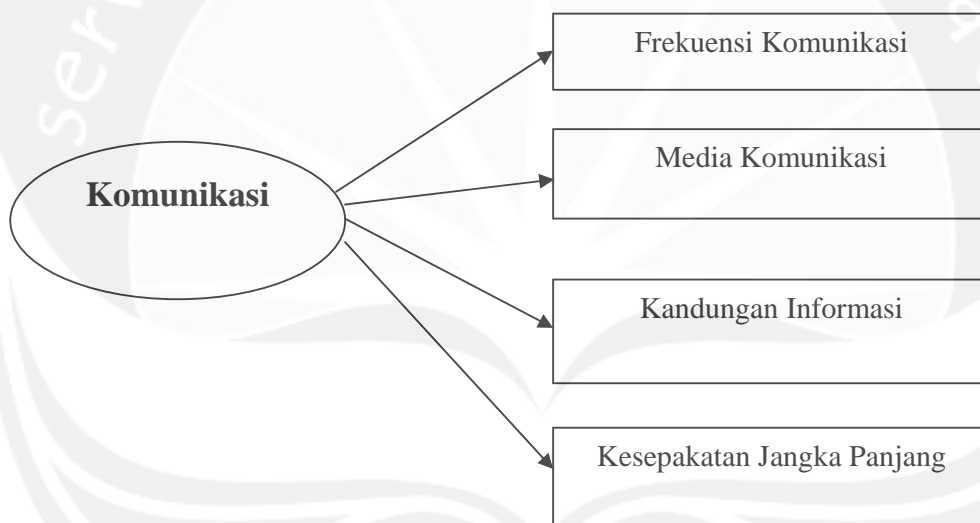 Frekuensi Komunikasi
Media Komunikasi
Komunikasi
Kandungan Informasi
Kesepakatan Jangka Panjang